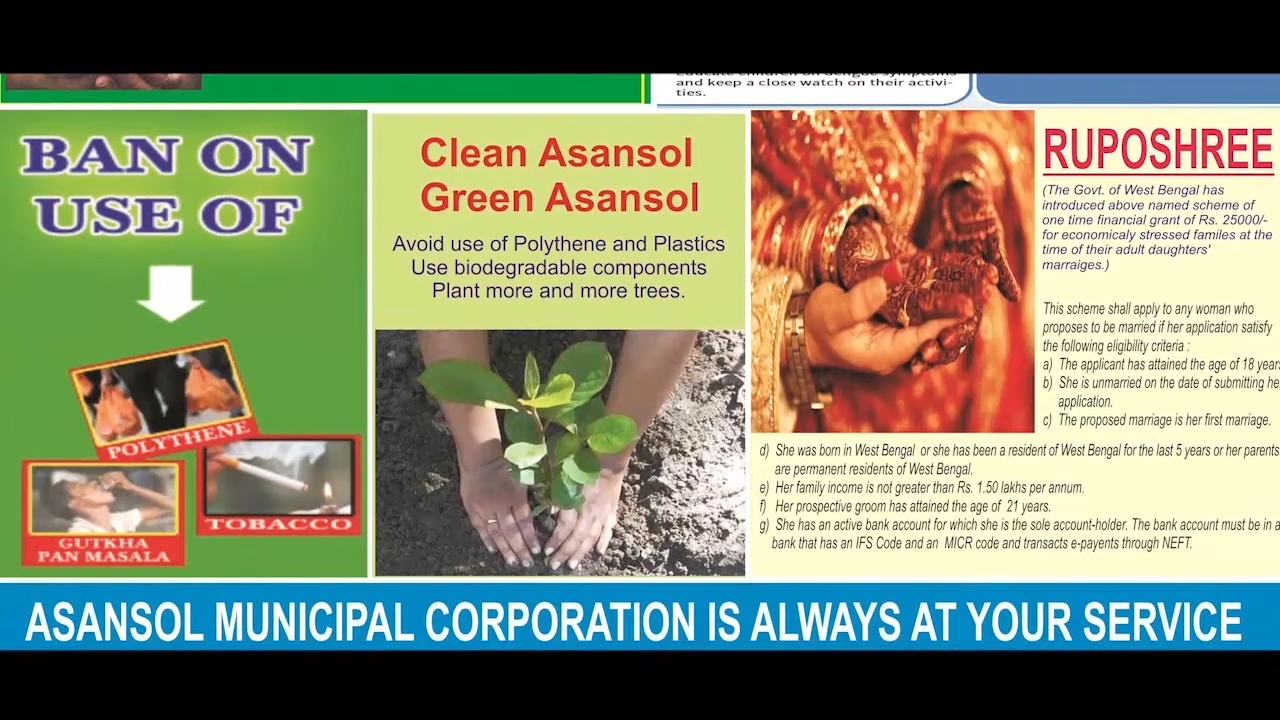 Educate children on dengue symptoms
and keep a close watch on their activi-
ties.
BAN ON
USE OF
POLYTHENE
TOBACCO
GUTKHA
PAN MASALA
Clean Asansol
Green Asansol
Avoid use of Polythene and Plastics
Use biodegradable components
Plant more and more trees.
RUPOSHREE
(The Govt. of West Bengal has
introduced above named scheme of
one time financial grant of Rs. 25000/-
for economicaly stressed familes at the
time of their adult daughters'
marraiges.)
This scheme shall apply to any woman who
proposes to be married if her application satisfy
the following eligibility criteria :
a) The applicant has attained the age of 18 years
b) She is unmarried on the date of submitting he
application.
c) The proposed marriage is her first marriage.
d) She was born in West Bengal or she has been a resident of West Bengal for the last 5 years or her parents
are permanent residents of West Bengal.
e) Her family income is not greater than Rs. 1.50 lakhs per annum.
f) Her prospective groom has attained the age of 21 years.
g) She has an active bank account for which she is the sole account-holder. The bank account must be in a
bank that has an IFS Code and an MICR code and transacts e-payents through NEFT.
ASANSOL MUNICIPAL CORPORATION IS ALWAYS AT YOUR SERVICE